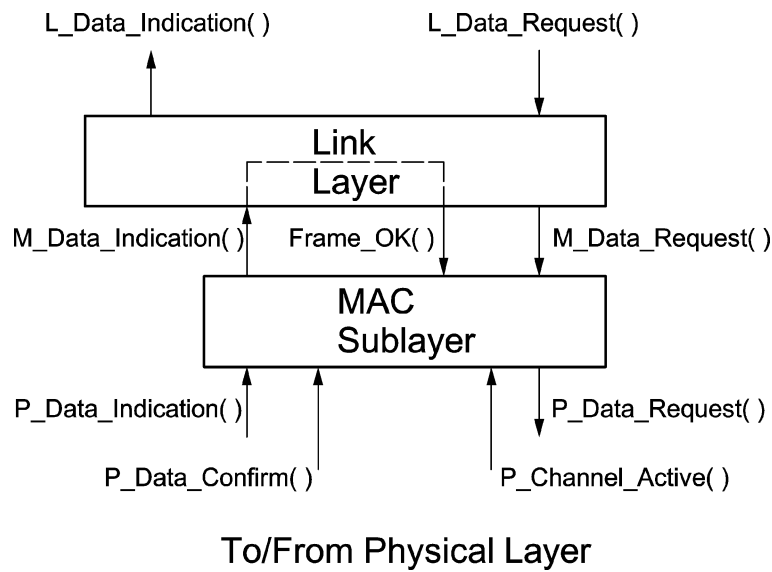 L_Data_Indication( )
L_Data_Request( )
Link
Layer
M_Data_Indication( )
Frame_OK( )
M_Data_Request( )
MAC
Sublayer
P_Data_Indication( )
P_Data_Request( )
P_Data_Confirm( )
P_Channel_Active( )
To/From Physical Layer